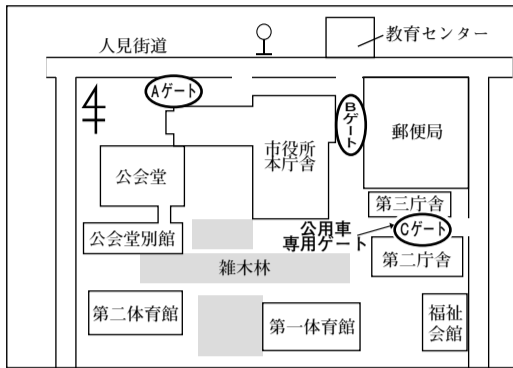 人見街道
教育センター
Aゲート
Bゲート
郵便局
市役所
本庁舎
公会堂
第三庁舎
公用車
専用ゲート
Cゲート
公会堂別館
第二庁舎
雑木林
第二体育館
第一体育館
福祉
会館